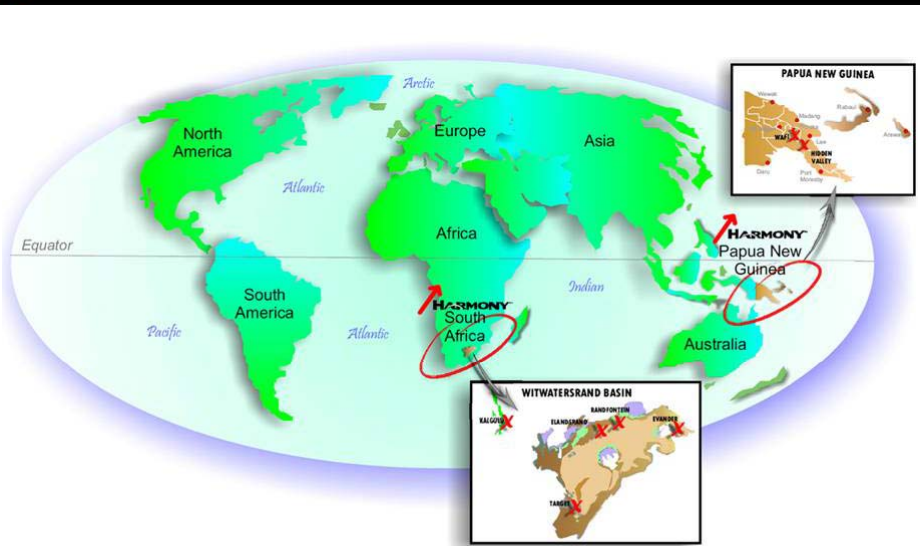 PAPUA NEW GUINEA
Wewak
Rabaul
Madang
Arawa
WAFI
Lae
HIDDEN
VALLEY
Daru
Port
Moresby
Arctic
North
America
Europe
Asia
Atlantic
Africa
HARMONY
Papua New
Guinea
Equator
Indian
South
America
HARMONY
South
Africa
Pacific
Atlantic
Australia
WITWATERSRAND BASIN
KALGOLD
ELANDSRAND
RANDFONTEIN
EVANDER
TARGET